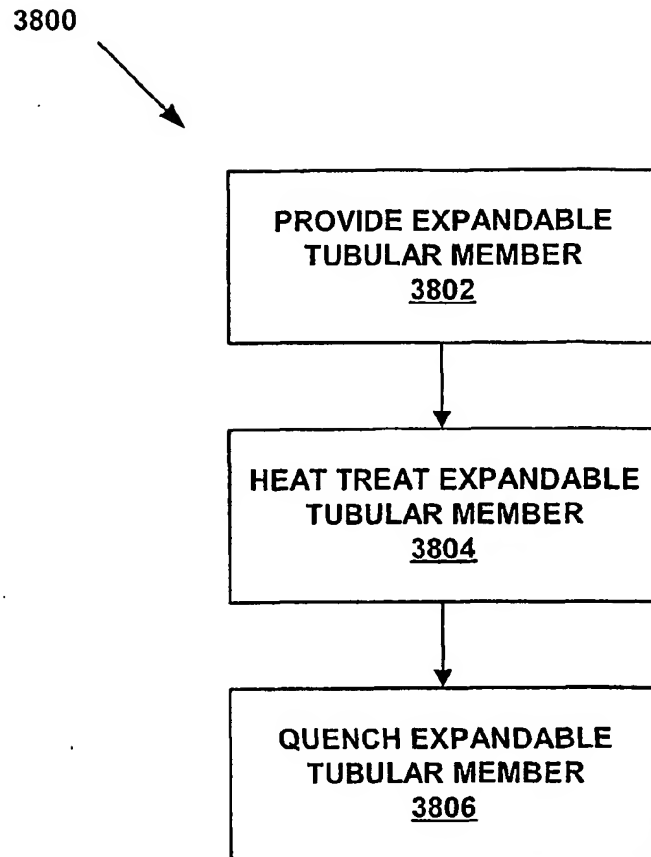 3800
PROVIDE EXPANDABLE
TUBULAR MEMBER
3802
HEAT TREAT EXPANDABLE
TUBULAR MEMBER
3804
QUENCH EXPANDABLE
TUBULAR MEMBER
3806